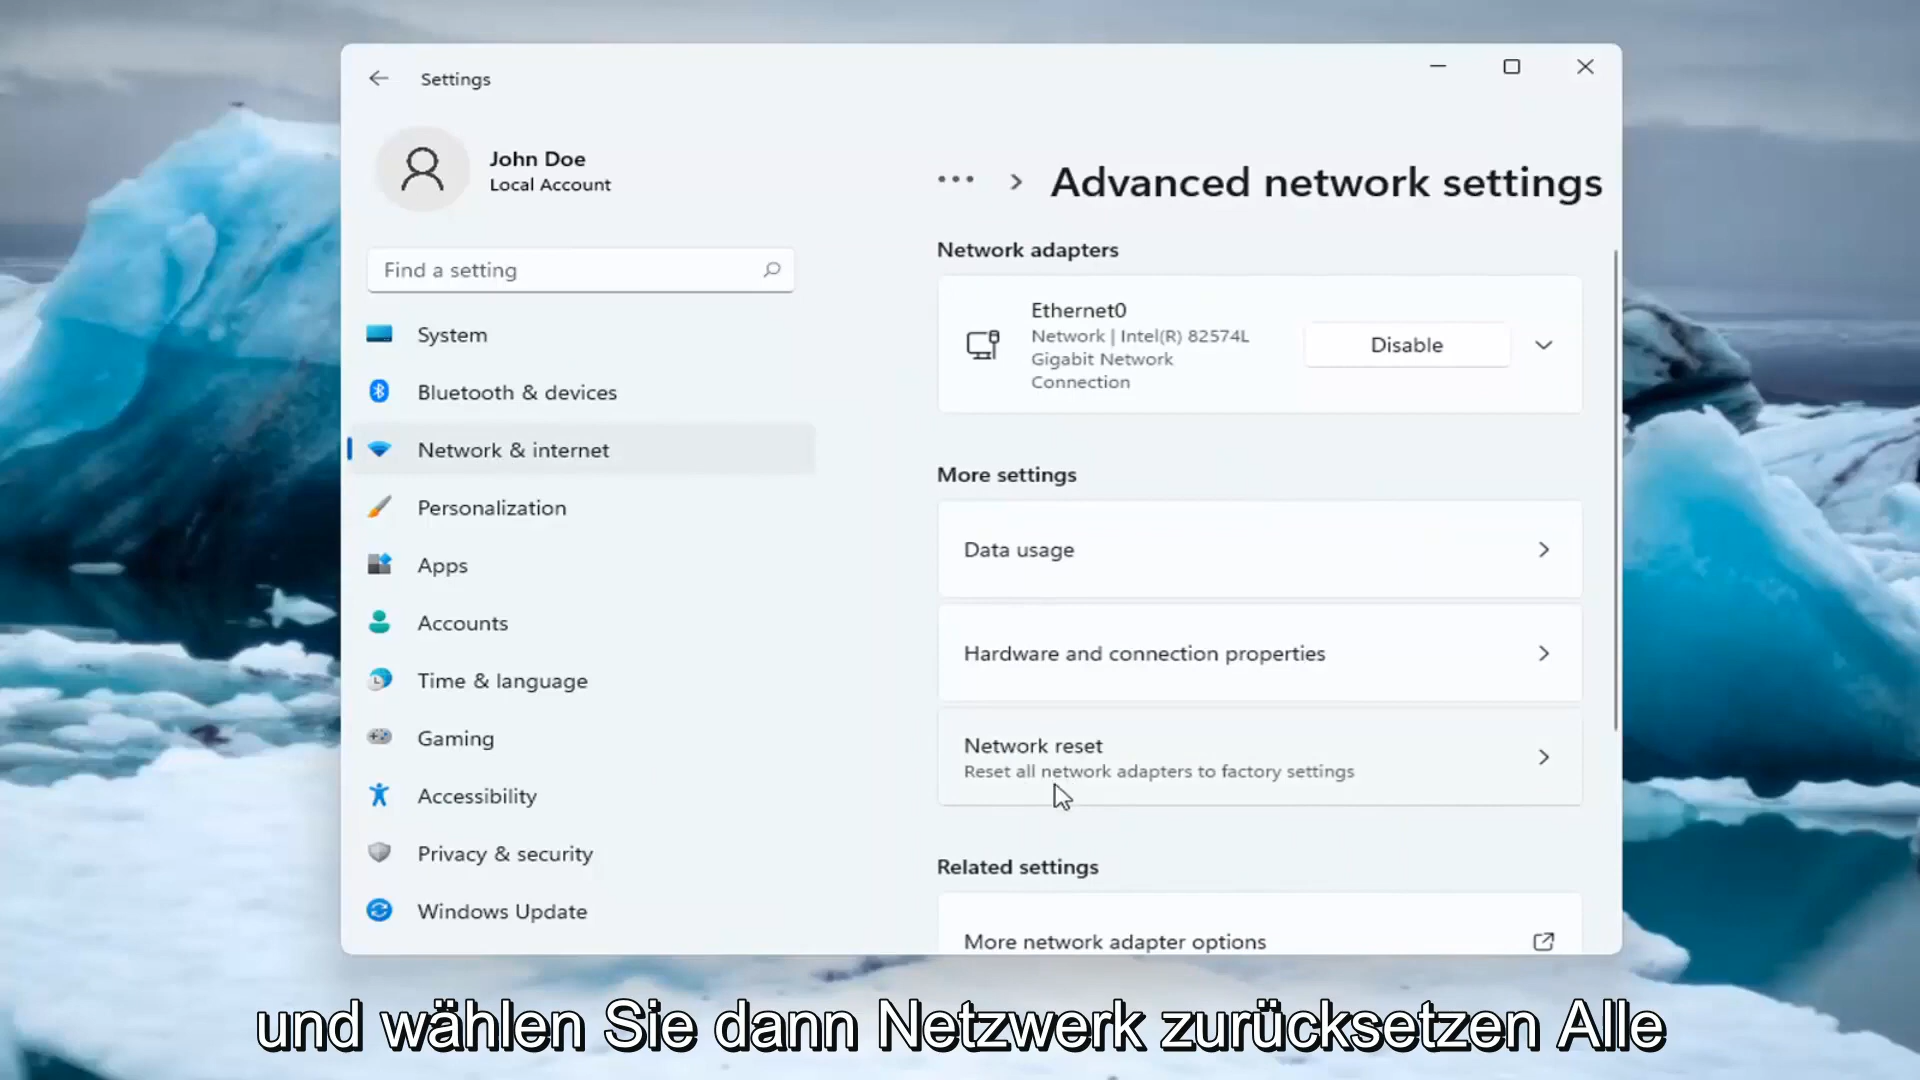 Settings
John Doe
Local Account
Find a setting
System
Bluetooth & devices
Network & internet
Personalization
Apps
Accounts
Time & language
Gaming
Accessibility
Privacy & security
Windows Update
Advanced network settings
Network adapters
Ethernet0
Network | Intel(R) 82574L
Gigabit Network
Connection
Disable
More settings
Data usage
Hardware and connection properties
Network reset
Reset all network adapters to factory settings
Related settings
More network adapter options
und wählen Sie dann Netzwerk zurücksetzen Alle